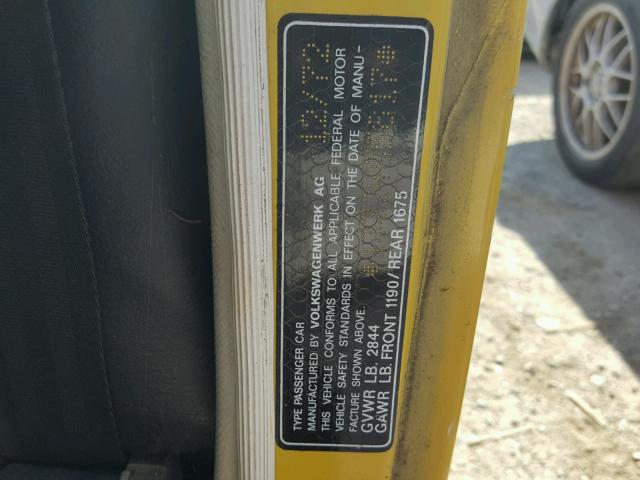 TYPE PASSENGER CAR
MANUFACTURED BY VOLKSWAGENWERK AG 12/72
THIS VEHICLE CONFORMS TO ALL APPLICABLE FEDERAL MOTOR
VEHICLE SAFETY STANDARDS IN EFFECT ON THE DATE OF MANU-
FACTURE SHOWN ABOVE.
GVWR LB. 2844
GAWR LB. FRONT 1190/REAR 1675